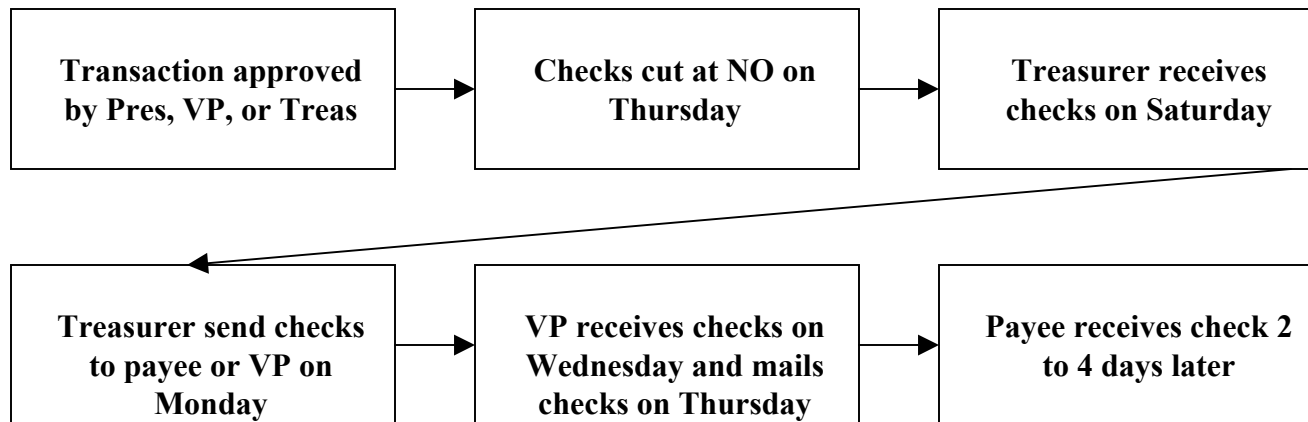 Transaction approved
by Pres, VP, or Treas
Checks cut at NO on
Thursday
Treasurer receives
checks on Saturday
Treasurer send checks
to payee or VP on
Monday
VP receives checks on
Wednesday and mails
checks on Thursday
Payee receives check 2
to 4 days later